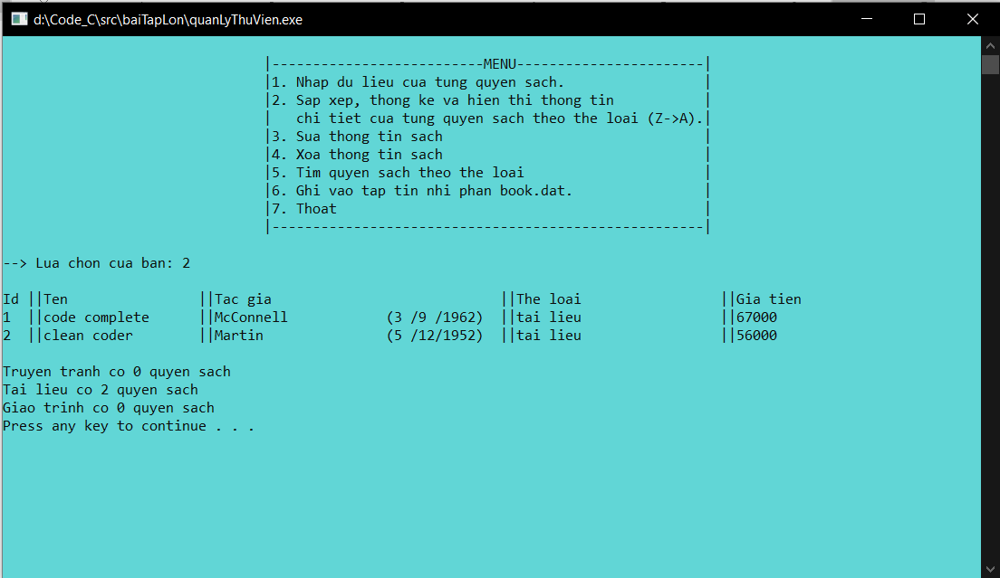 d:\Code_C\src\baiTapLon\quanLyThuVien.exe
|--------------------------MENU-----------------------|
|1. Nhap du lieu cua tung quyen sach.                 |
|2. Sap xep, thong ke va hien thi thong tin           |
|   chi tiet cua tung quyen sach theo the loai (Z->A).|
|3. Sua thong tin sach                                |
|4. Xoa thong tin sach                                |
|5. Tim quyen sach theo the loai                      |
|6. Ghi vao tap tin nhi phan book.dat.                |
|7. Thoat                                             |
|-----------------------------------------------------|
--> Lua chon cua ban: 2
Id ||Ten                ||Tac gia                            ||The loai                 ||Gia tien
1  ||code complete      ||McConnell            (3 /9 /1962)  ||tai lieu                 ||67000
2  ||clean coder        ||Martin               (5 /12/1952)  ||tai lieu                 ||56000
Truyen tranh co 0 quyen sach
Tai lieu co 2 quyen sach
Giao trinh co 0 quyen sach
Press any key to continue . . .